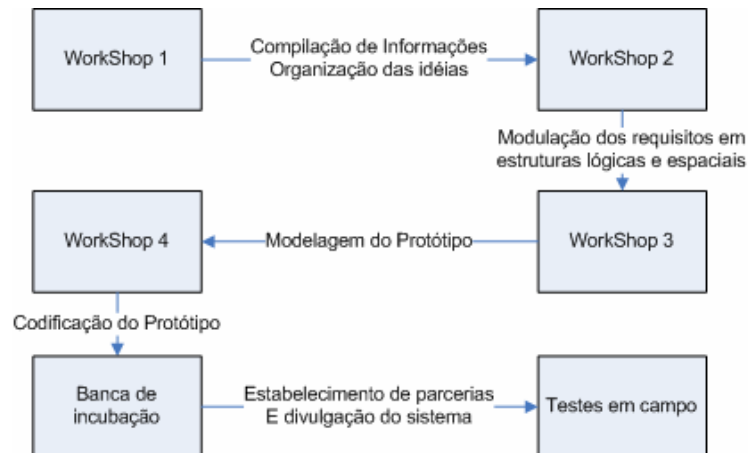 WorkShop 1
Compilação de Informações
Organização das idéias
WorkShop 2
Modulação dos requisitos em
estruturas lógicas e espaciais
WorkShop 4
Modelagem do Protótipo
WorkShop 3
Codificação do Protótipo
Banca de
incubação
Estabelecimento de parcerias
E divulgação do sistema
Testes em campo